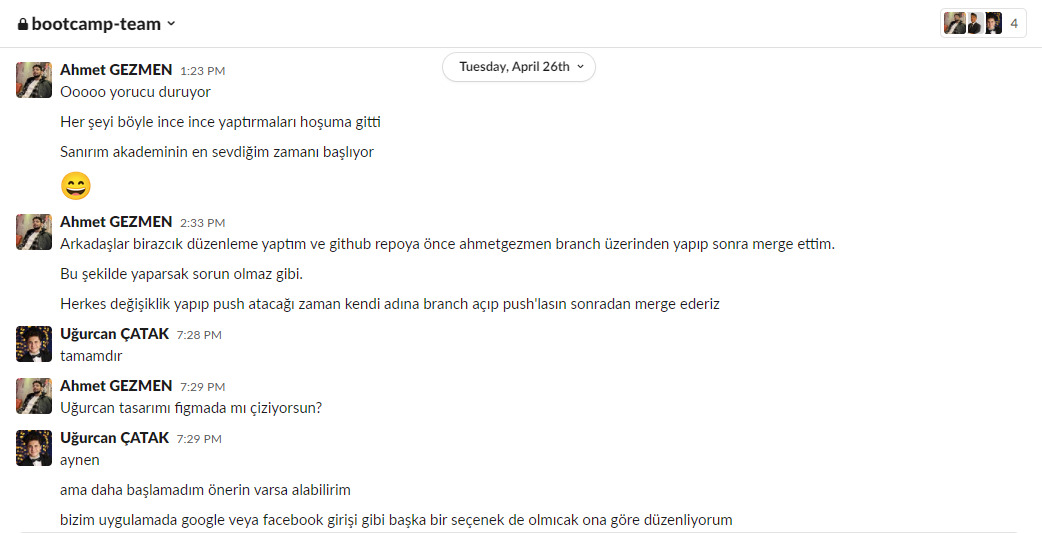 bootcamp-team
4
Tuesday, April 26th
Ahmet GEZMEN 1:23 PM
Ooooo yorucu duruyor
Her şeyi böyle ince ince yaptırmaları hoşuma gitti
Sanırım akademinin en sevdiğim zamanı başlıyor
Ahmet GEZMEN 2:33 PM
Arkadaşlar birazcık düzenleme yaptım ve github repoya önce ahmetgezmen branch üzerinden yapıp sonra merge ettim.
Bu şekilde yaparsak sorun olmaz gibi.
Herkes değişiklik yapıp push atacağı zaman kendi adına branch açıp push'lasın sonradan merge ederiz
Uğurcan ÇATAK 7:28 PM
tamamdır
Ahmet GEZMEN 7:29 PM
Uğurcan tasarımı figmada mı çiziyorsun?
Uğurcan ÇATAK 7:29 PM
aynen
ama daha başlamadım önerin varsa alabilirim
bizim uygulamada google veya facebook girişi gibi başka bir seçenek de olmıcak ona göre düzenliyorum